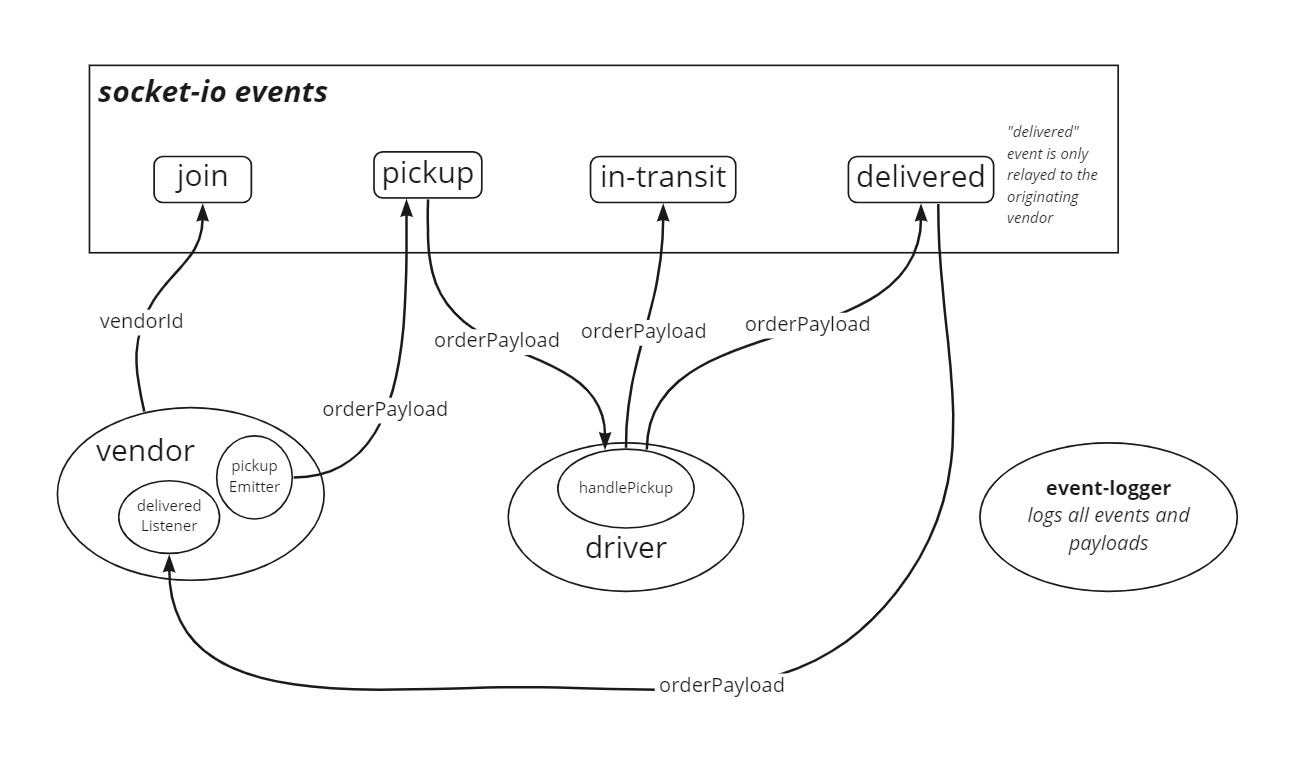 socket-io events
join
pickup
in-transit
delivered
"delivered"
event is only
relayed to the
originating
vendor
vendorId
orderPayload
orderPayload
orderPayload
orderPayload
vendor
pickup
Emitter
delivered
Listener
handlePickup
driver
event-logger
logs all events and
payloads
orderPayload